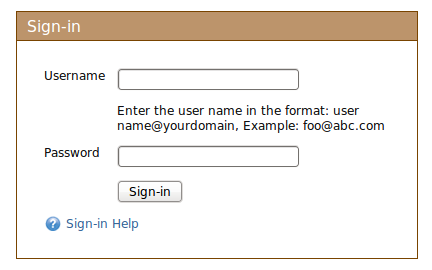 Sign-in
Username
Enter the user name in the format: user
name@yourdomain, Example: foo@abc.com
Password
Sign-in
? Sign-in Help